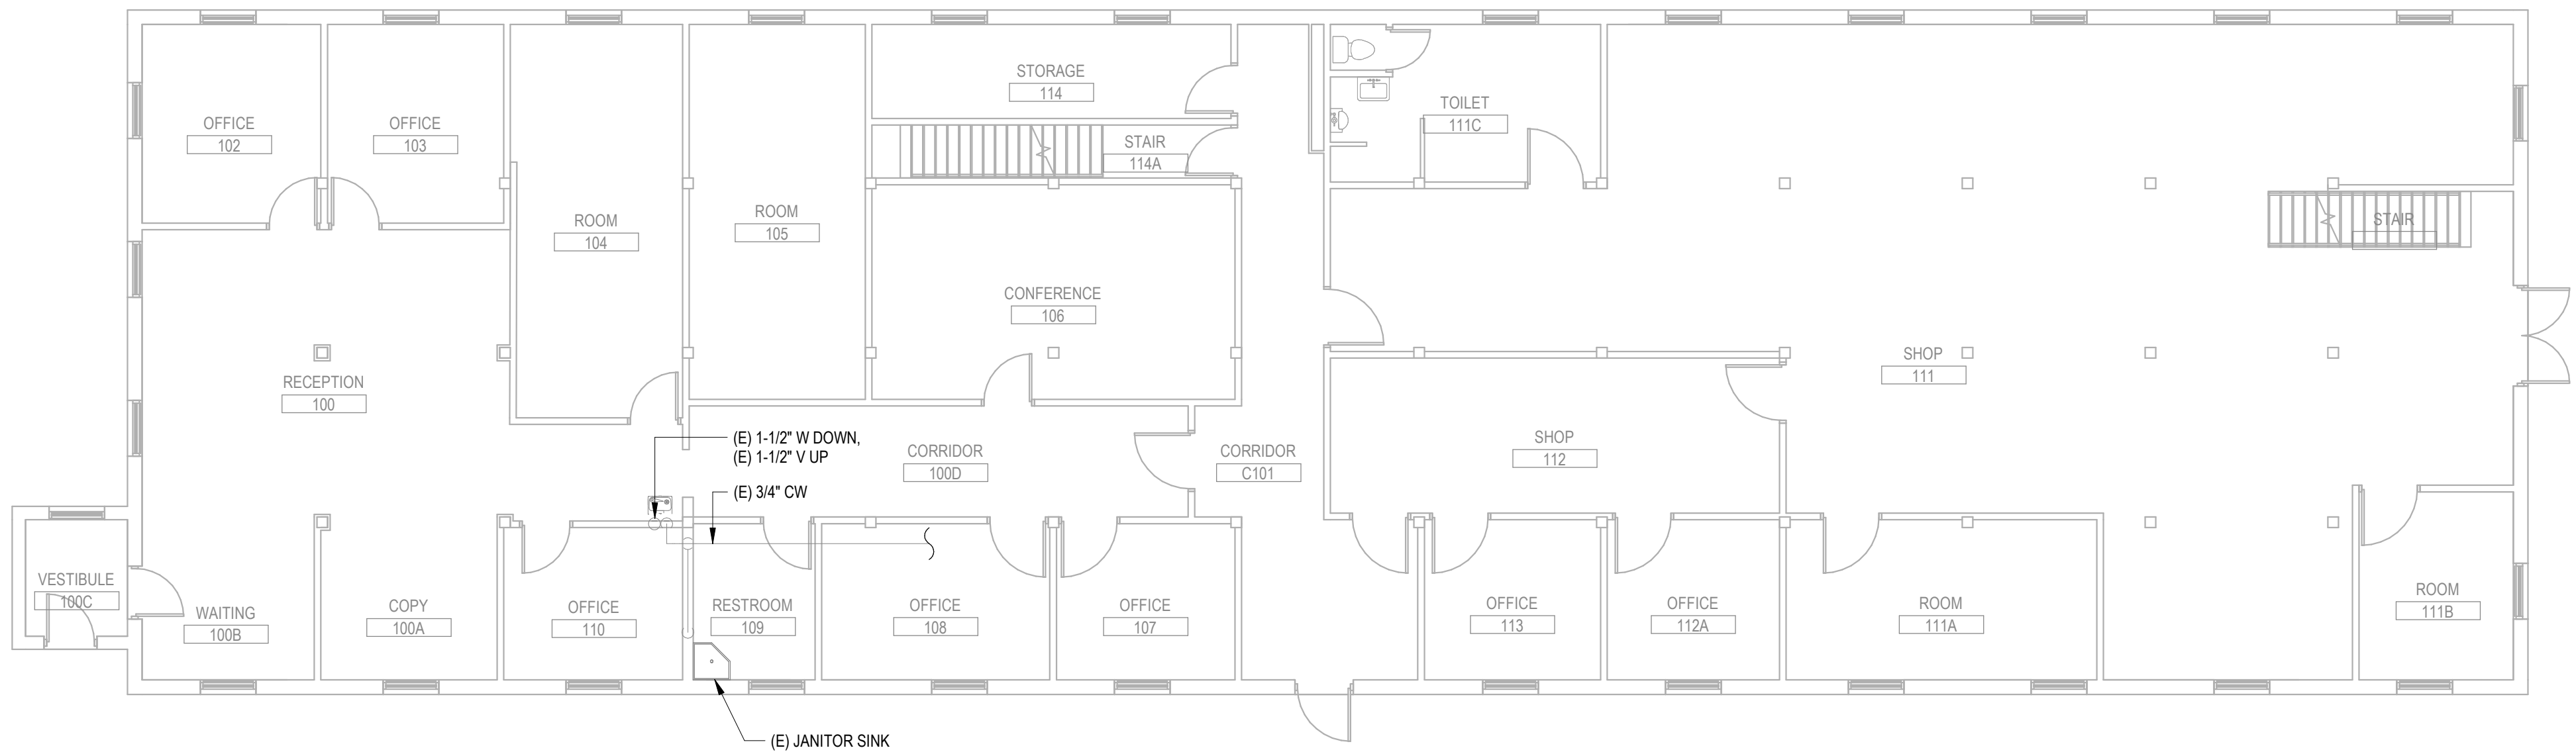 STORAGE
114
OFFICE
102
OFFICE
103
TOILET
111C
STAIR
114A
ROOM
104
ROOM
105
STAIR
CONFERENCE
106
RECEPTION
100
SHOP
111
(E) 1-1/2" W DOWN,
(E) 1-1/2" V UP
CORRIDOR
100D
CORRIDOR
C101
SHOP
112
(E) 3/4" CW
VESTIBULE
100C
WAITING
100B
COPY
100A
OFFICE
110
RESTROOM
109
OFFICE
108
OFFICE
107
OFFICE
113
OFFICE
112A
ROOM
111A
ROOM
111B
(E) JANITOR SINK